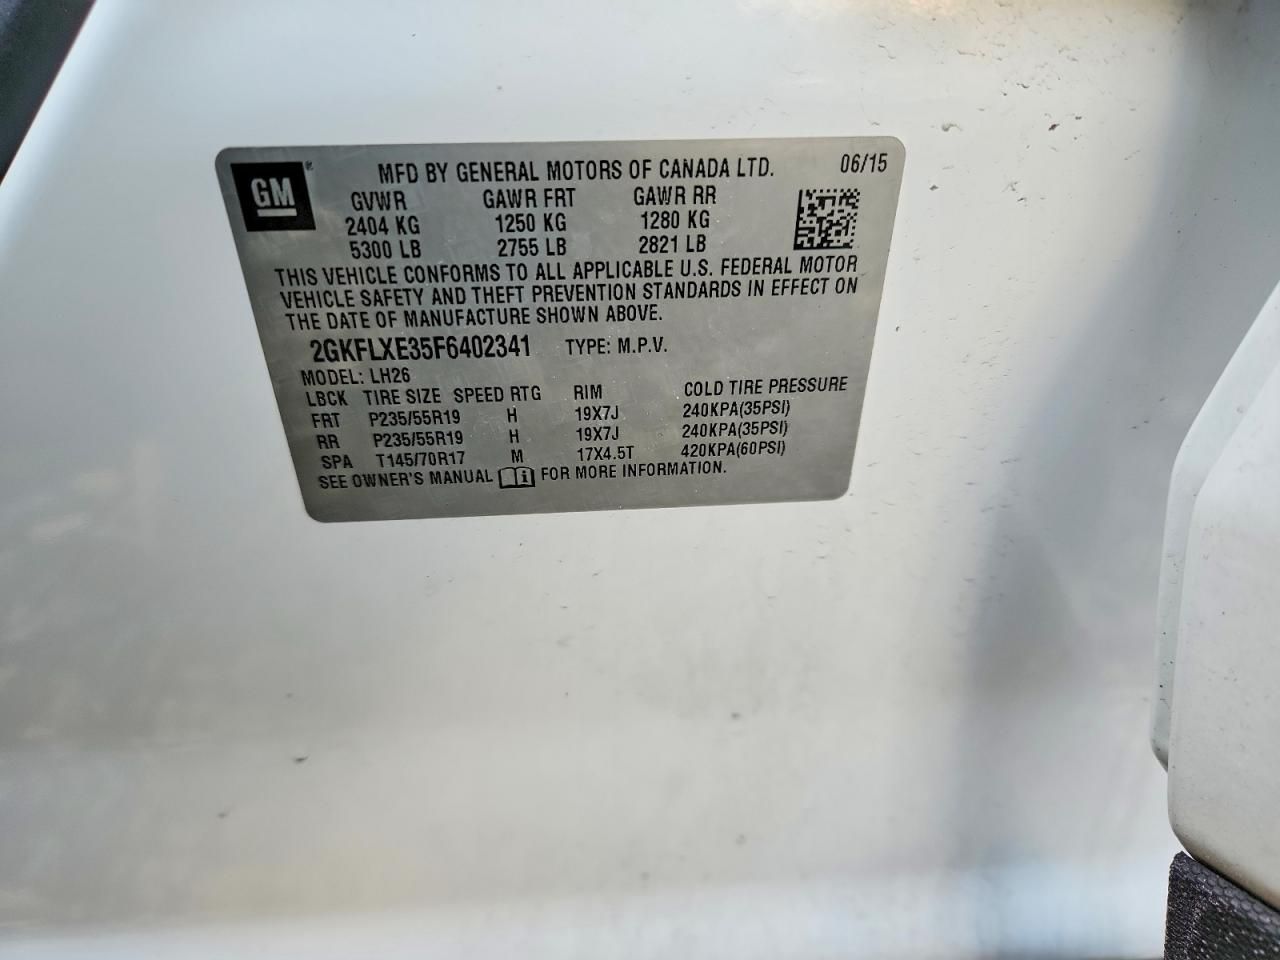 GM ® MFD BY GENERAL MOTORS OF CANADA LTD. 06/15
GVWR GAWR FRT GAWR RR
2404 KG 1250 KG 1280 KG
5300 LB 2755 LB 2821 LB
THIS VEHICLE CONFORMS TO ALL APPLICABLE U.S. FEDERAL MOTOR
VEHICLE SAFETY AND THEFT PREVENTION STANDARDS IN EFFECT ON
THE DATE OF MANUFACTURE SHOWN ABOVE.
2GKFLXE35F6402341 TYPE: M.P.V.
MODEL: LH26
LBCK TIRE SIZE SPEED RTG RIM COLD TIRE PRESSURE
FRT P235/55R19 H 19X7J 240KPA(35PSI)
RR P235/55R19 H 19X7J 240KPA(35PSI)
SPA T145/70R17 M 17X4.5T 420KPA(60PSI)
SEE OWNER'S MANUAL i FOR MORE INFORMATION.